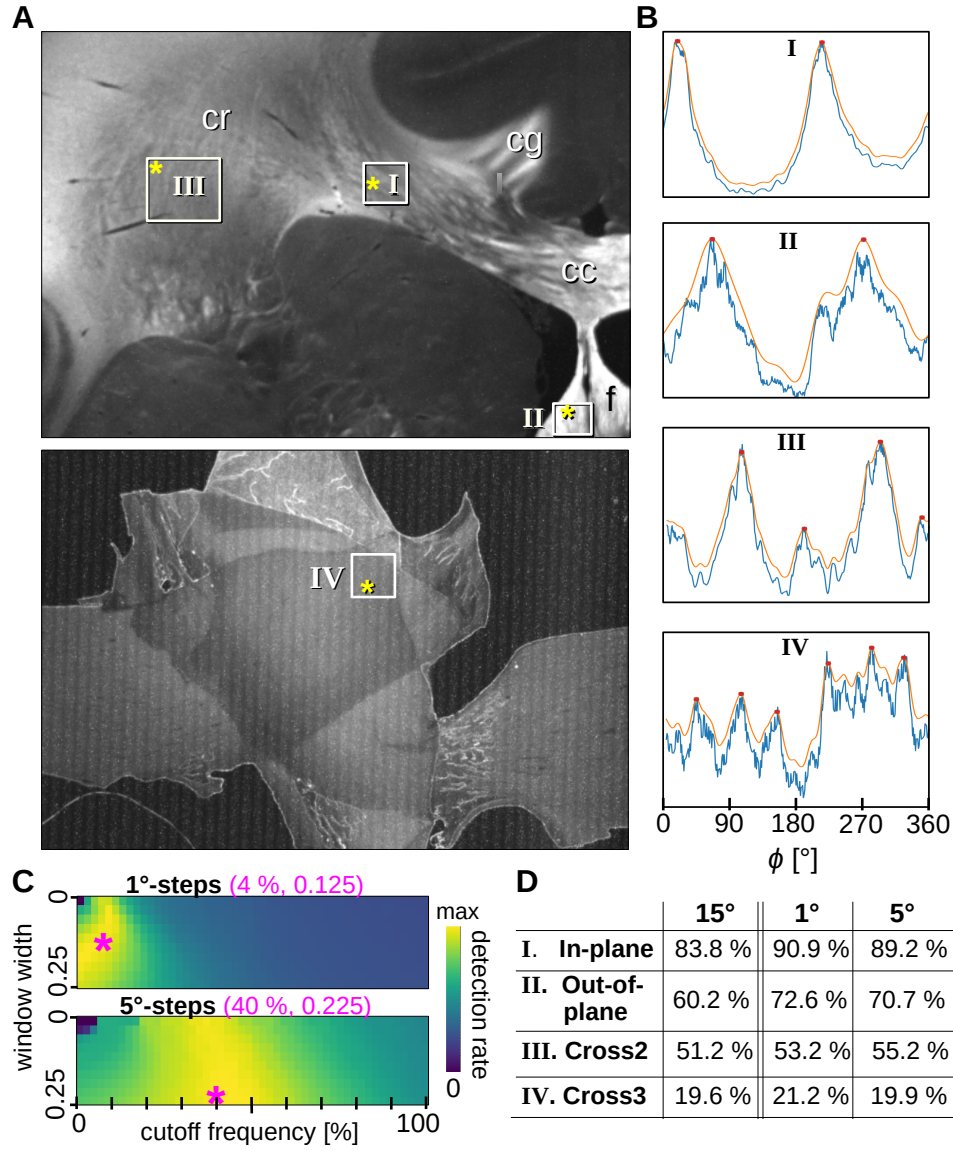 A
cr
cg
III
I
cc
f
II
IV
B
I
II
III
IV
0 90 180 270 360
ϕ [°]
C
1°-steps (4 %, 0.125)
0
0.25
5°-steps (40 %, 0.225)
0
0.25
window width
0 100
cutoff frequency [%]
max
detection rate
0
D
15° 1° 5°
I. In-plane 83.8 % 90.9 % 89.2 %
II. Out-of-
plane 60.2 % 72.6 % 70.7 %
III. Cross2 51.2 % 53.2 % 55.2 %
IV. Cross3 19.6 % 21.2 % 19.9 %